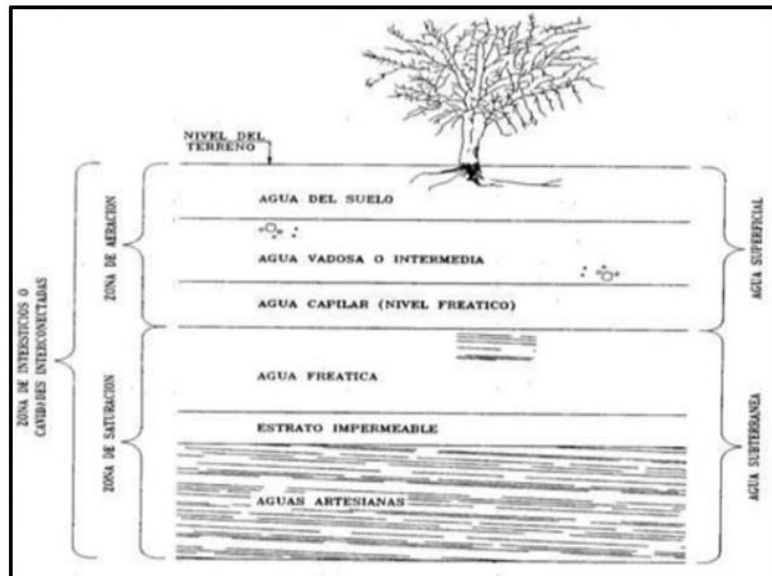 NIVEL DEL
TERRENO
AGUA DEL SUELO
AGUA VADOSA O INTERMEDIA
AGUA CAPILAR (NIVEL FREATICO)
AGUA FREATICA
ESTRATO IMPERMEABLE
AGUAS ARTESIANAS
ZONA DE INTERSTICIOS O
CAVIDADES INTERCONECTADAS
ZONA DE AERACION
ZONA DE SATURACION
AGUA SUPERFICIAL
AGUA SUBTERRANEA